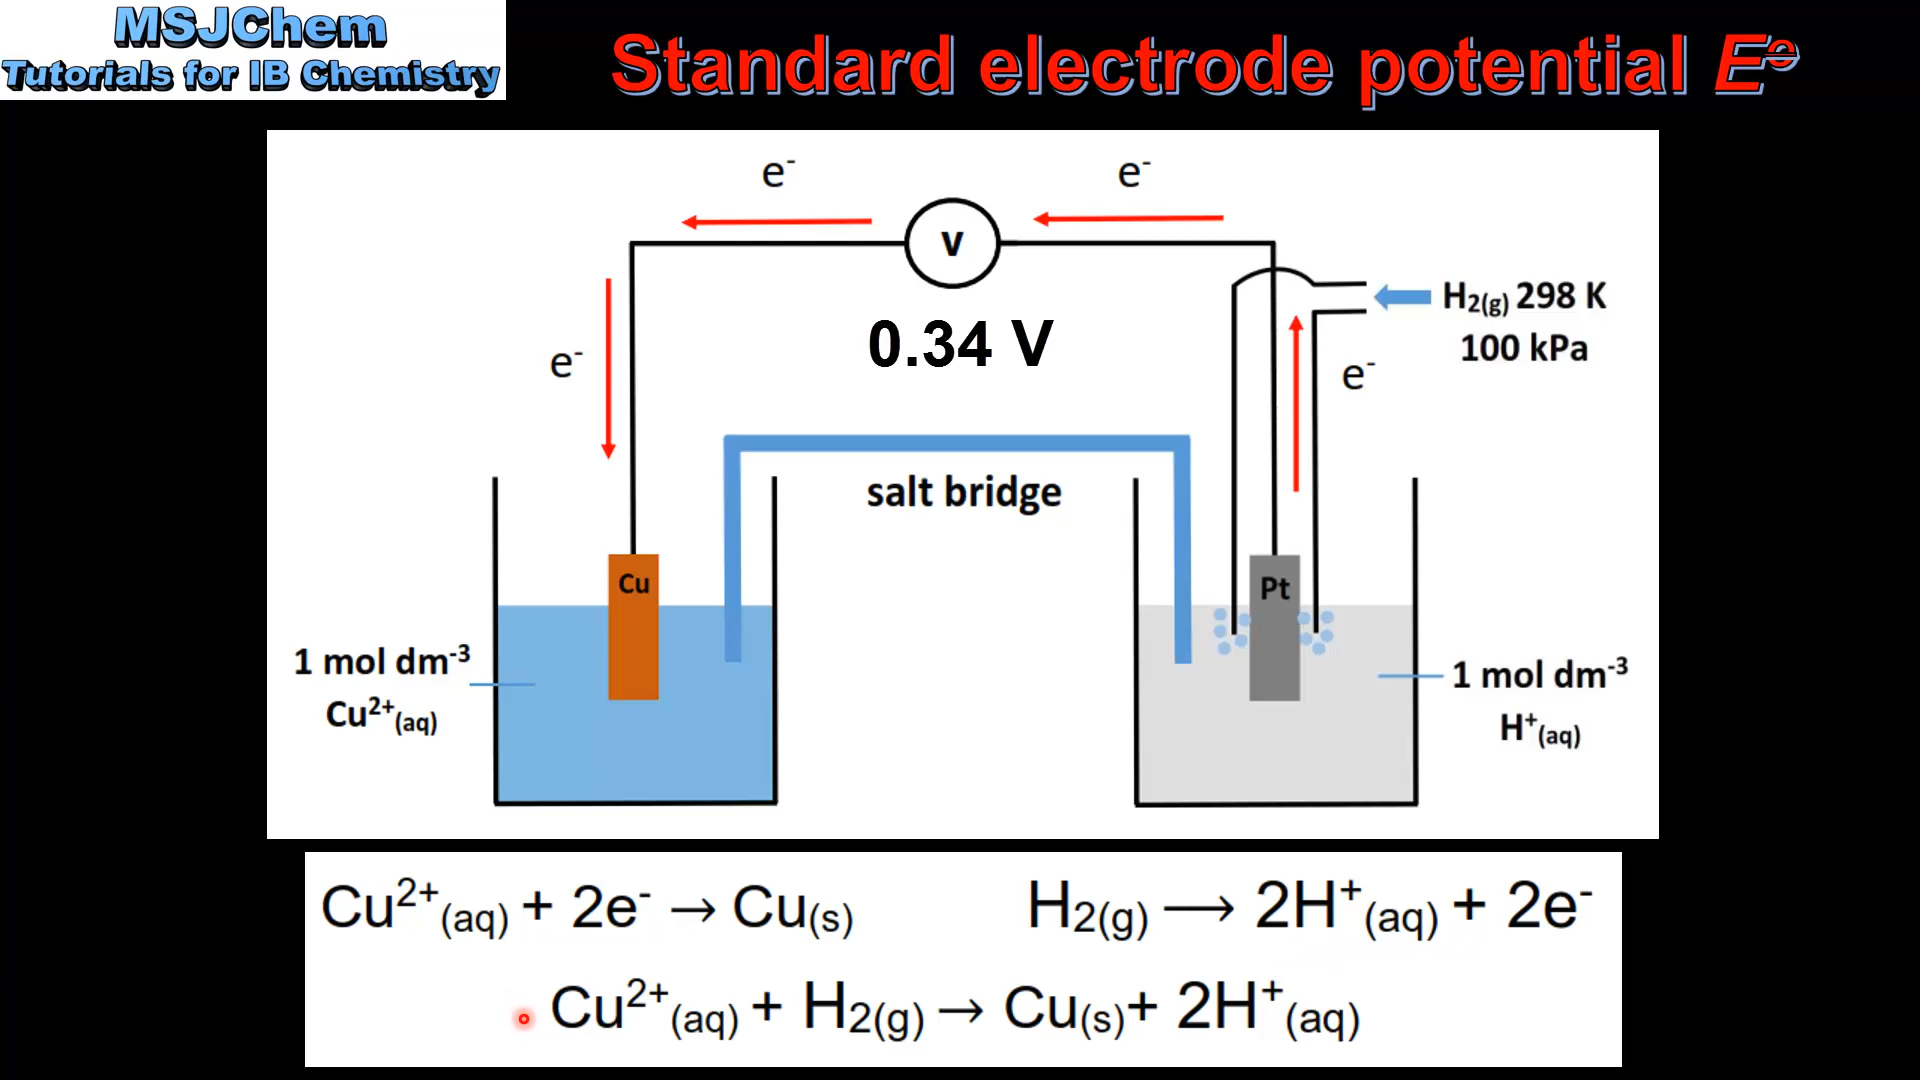 MSJChem
Tutorials for IB Chemistry
Standard electrode potential E⊖
e⁻ e⁻
V
H₂(g) 298 K
100 kPa
0.34 V
e⁻
e⁻
salt bridge
Cu
Pt
1 mol dm⁻³
Cu²⁺(aq)
1 mol dm⁻³
H⁺(aq)
Cu²⁺(aq) + 2e⁻ → Cu(s)
H₂(g) ⟶ 2H⁺(aq) + 2e⁻
Cu²⁺(aq) + H₂(g) → Cu(s) + 2H⁺(aq)